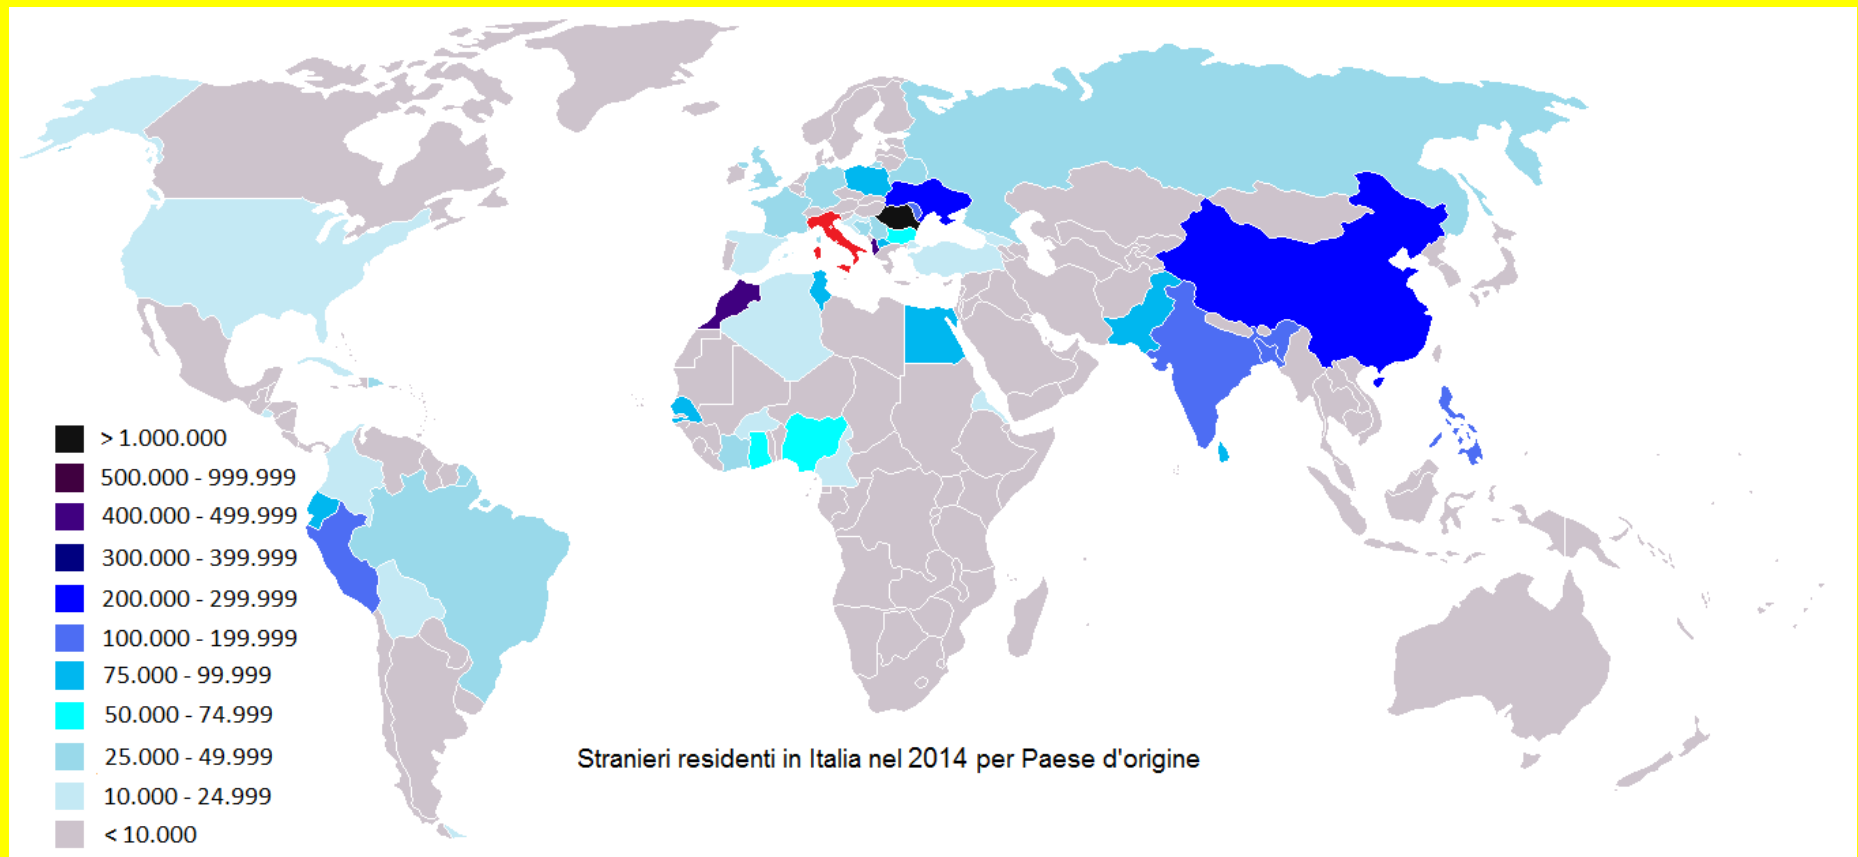 > 1.000.000
500.000 - 999.999
400.000 - 499.999
300.000 - 399.999
200.000 - 299.999
100.000 - 199.999
75.000 - 99.999
50.000 - 74.999
25.000 - 49.999
10.000 - 24.999
< 10.000
Stranieri residenti in Italia nel 2014 per Paese d'origine